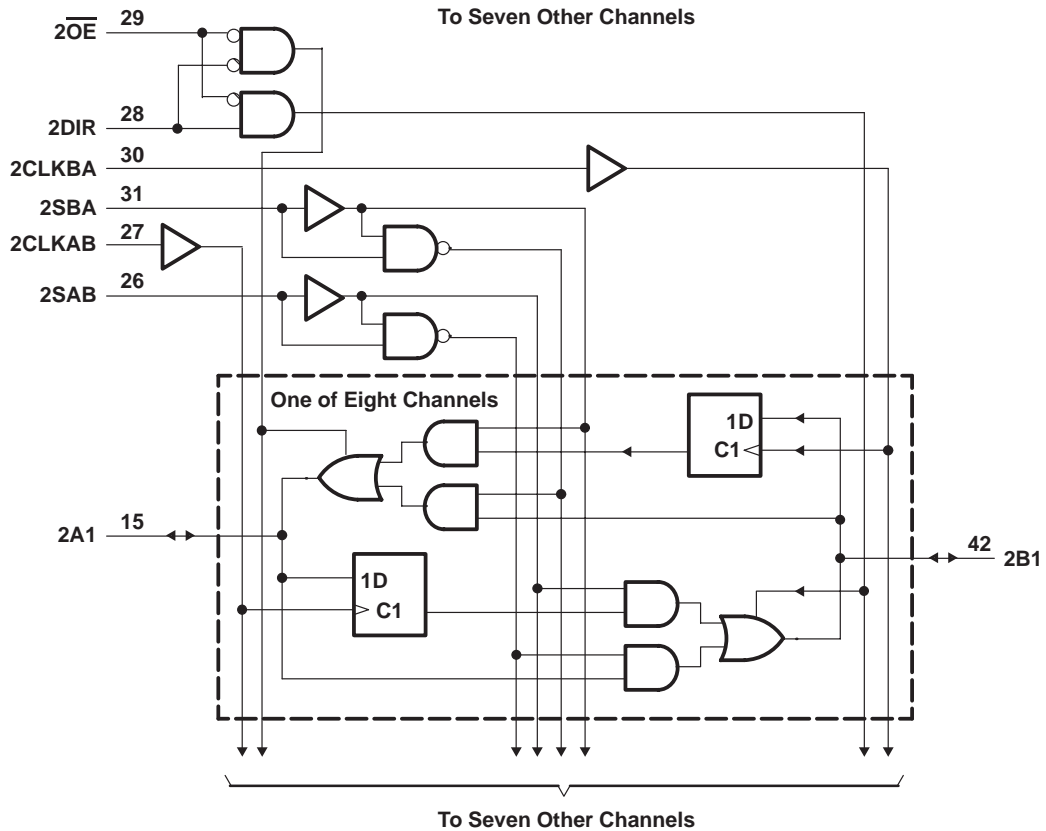 To Seven Other Channels
2O̅E̅ 29
2DIR 28
2CLKBA 30
2SBA 31
2CLKAB 27
2SAB 26
One of Eight Channels
1D
C1
2A1 15
42 2B1
1D
C1
To Seven Other Channels